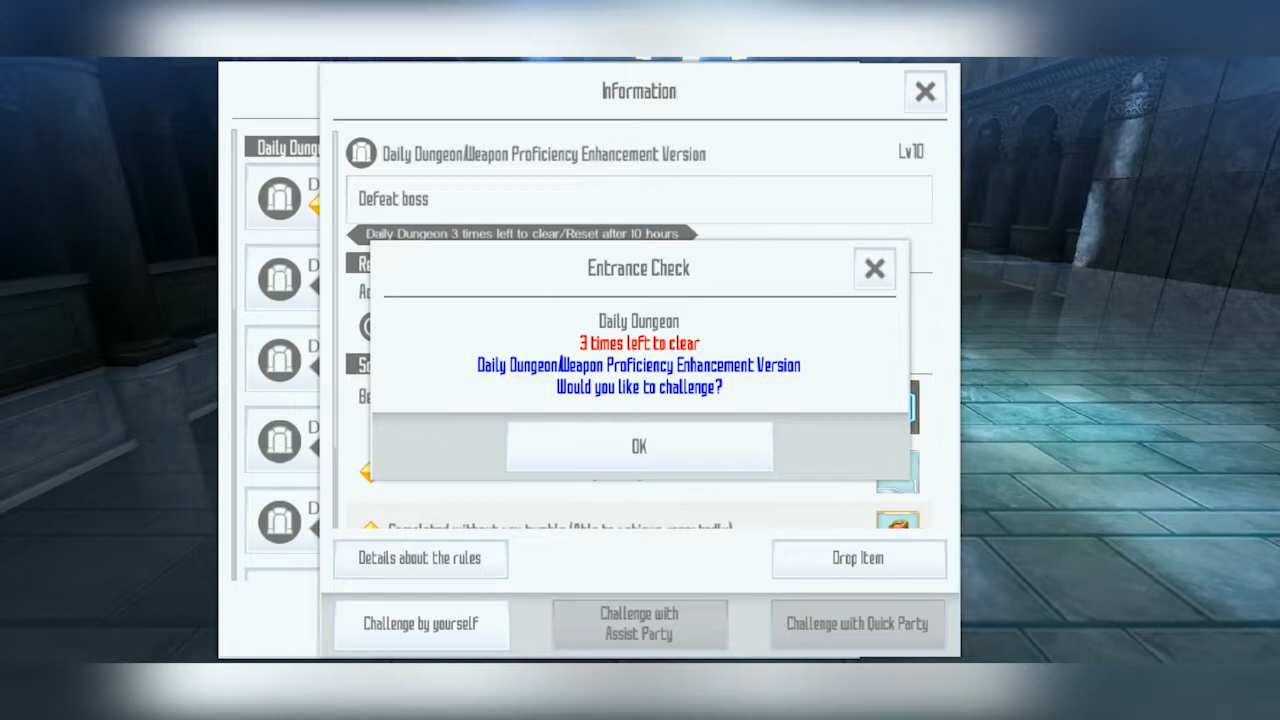 Information
Daily Dung
Daily Dungeon/Weapon Proficiency Enhancement Version
Lv10
Defeat boss
Daily Dungeon 3 times left to clear/Reset after 10 hours
Entrance Check
Daily Dungeon
3 times left to clear
Daily Dungeon/Weapon Proficiency Enhancement Version
Would you like to challenge?
OK
D
D
D
D
D
Details about the rules
Drop Item
Challenge by yourself
Challenge with
Assist Party
Challenge with Quick Party